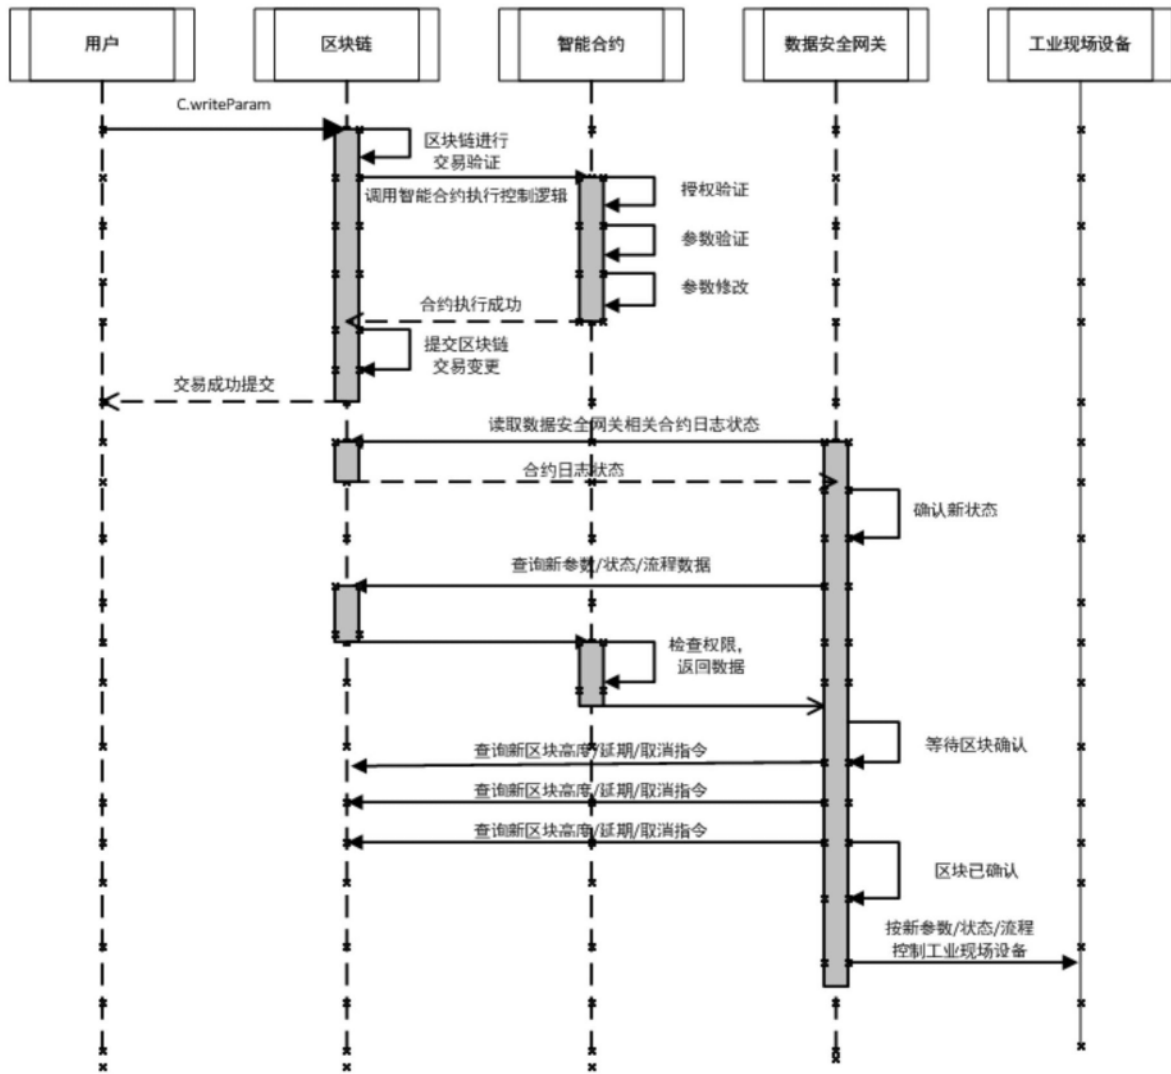 用户
区块链
智能合约
数据安全网关
工业现场设备
C.writeParam
区块链进行
交易验证
调用智能合约执行控制逻辑
授权验证
参数验证
参数修改
合约执行成功
提交区块链
交易变更
交易成功提交
读取数据安全网关相关合约日志状态
合约日志状态
确认新状态
查询新参数/状态/流程数据
检查权限，
返回数据
等待区块确认
查询新区块高度/延期/取消指令
查询新区块高度/延期/取消指令
查询新区块高度/延期/取消指令
区块已确认
按新参数/状态/流程
控制工业现场设备